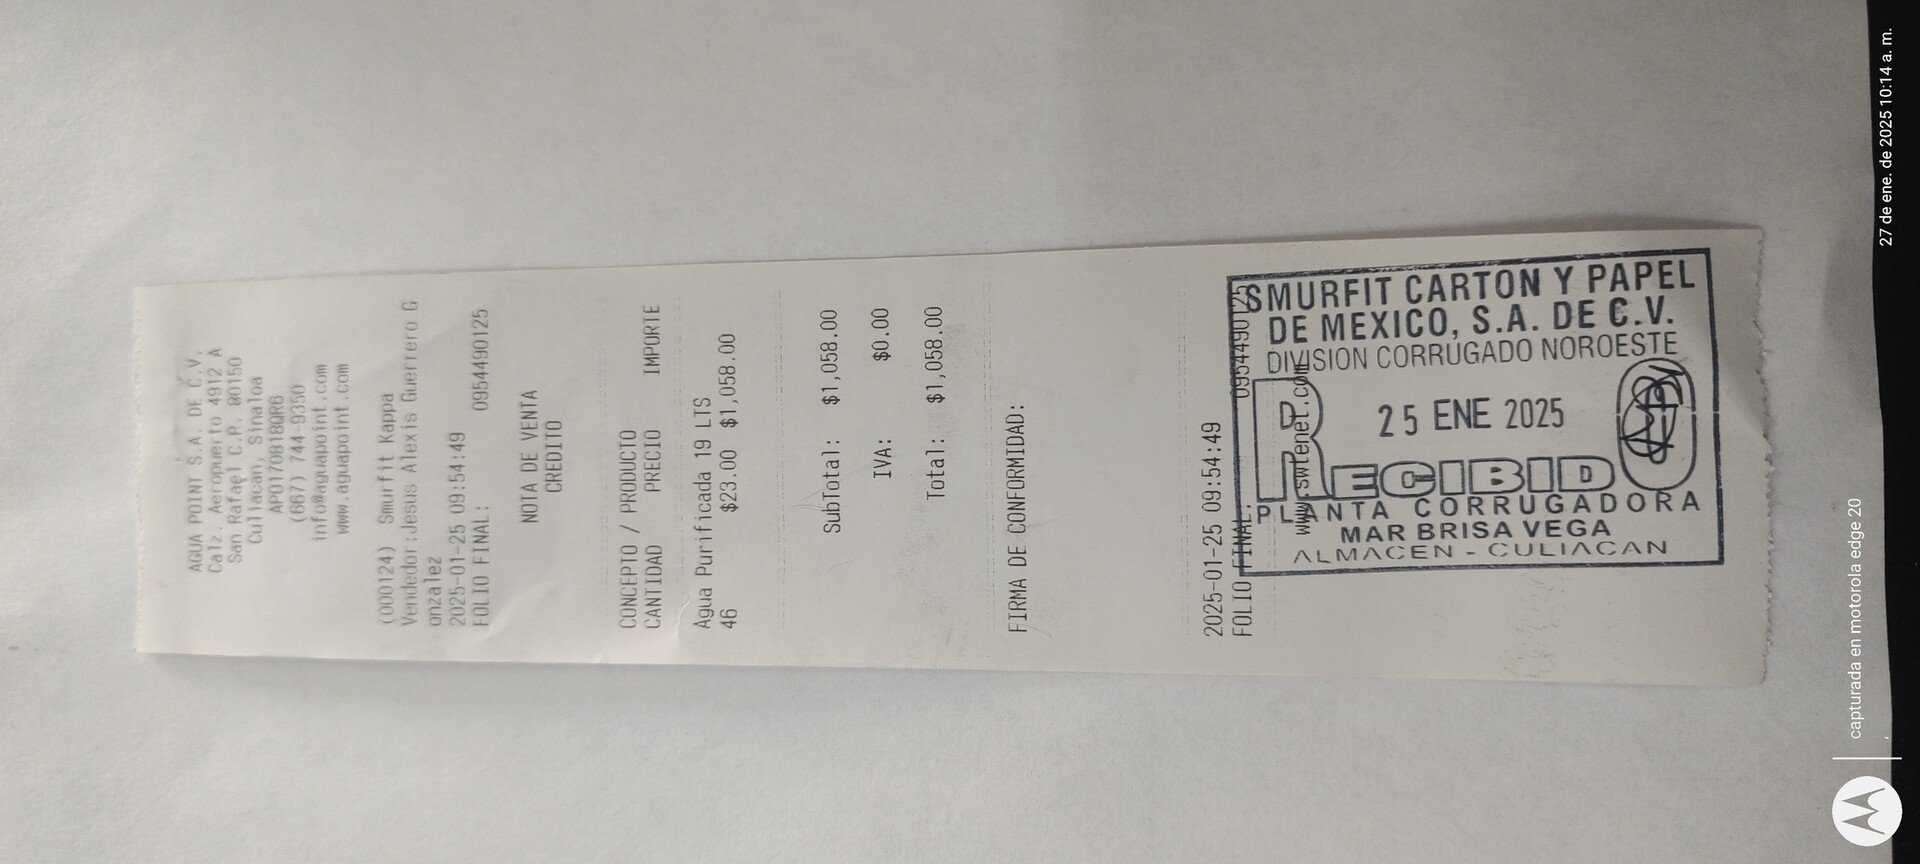 AGUA POINT S.A. DE C.V.
Calz. Aeropuerto 4912 A
San Rafael C.P. 80150
Culiacan, Sinaloa
APO170818QR6
(667) 744-9350
info@aguapoint.com
www.aguapoint.com
(000124) Smurfit Kappa
Vendedor:Jesus Alexis Guerrero G
onzalez
2025-01-25 09:54:49
FOLIO FINAL: 0954490125
NOTA DE VENTA
CREDITO
CONCEPTO / PRODUCTO
CANTIDAD PRECIO IMPORTE
Agua Purificada 19 LTS
46 $23.00 $1,058.00
SubTotal: $1,058.00
IVA: $0.00
Total: $1,058.00
FIRMA DE CONFORMIDAD:
2025-01-25 09:54:49
FOLIO FINAL: 0954490125
www.swtenet.com
SMURFIT CARTON Y PAPEL
DE MEXICO, S.A. DE C.V.
DIVISION CORRUGADO NOROESTE
25 ENE 2025
RECIBIDO
PLANTA CORRUGADORA
MAR BRISA VEGA
ALMACEN - CULIACAN
capturada en motorola edge 20
27 de ene. de 2025 10:14 a. m.